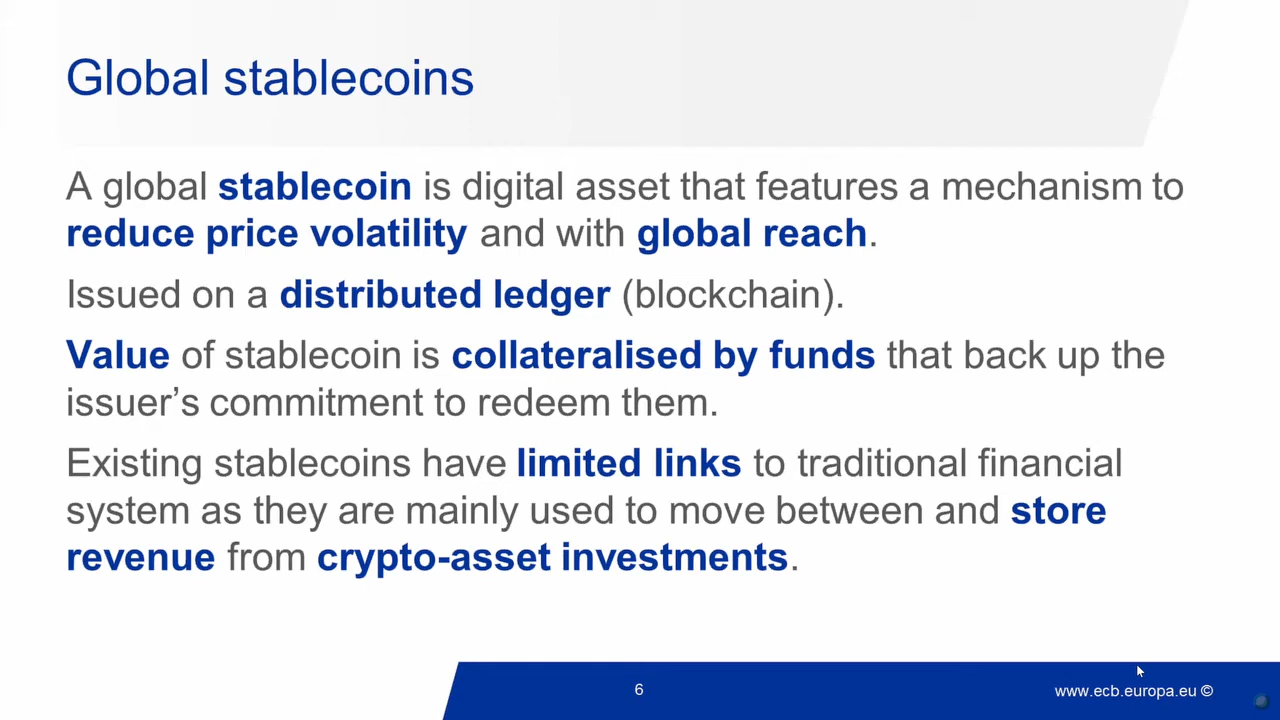 Global stablecoins
A global stablecoin is digital asset that features a mechanism to
reduce price volatility and with global reach.
Issued on a distributed ledger (blockchain).
Value of stablecoin is collateralised by funds that back up the
issuer’s commitment to redeem them.
Existing stablecoins have limited links to traditional financial
system as they are mainly used to move between and store
revenue from crypto-asset investments.
6
www.ecb.europa.eu ©